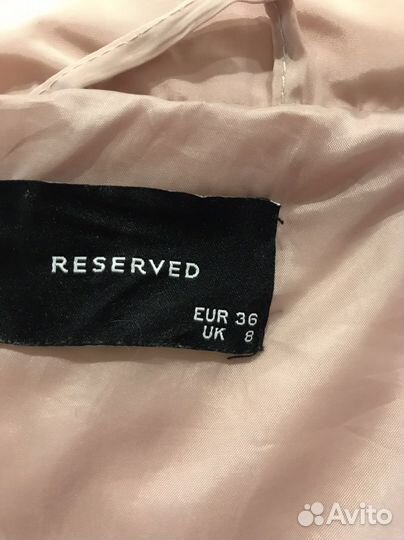 RESERVED
EUR 36
UK 8
Avito